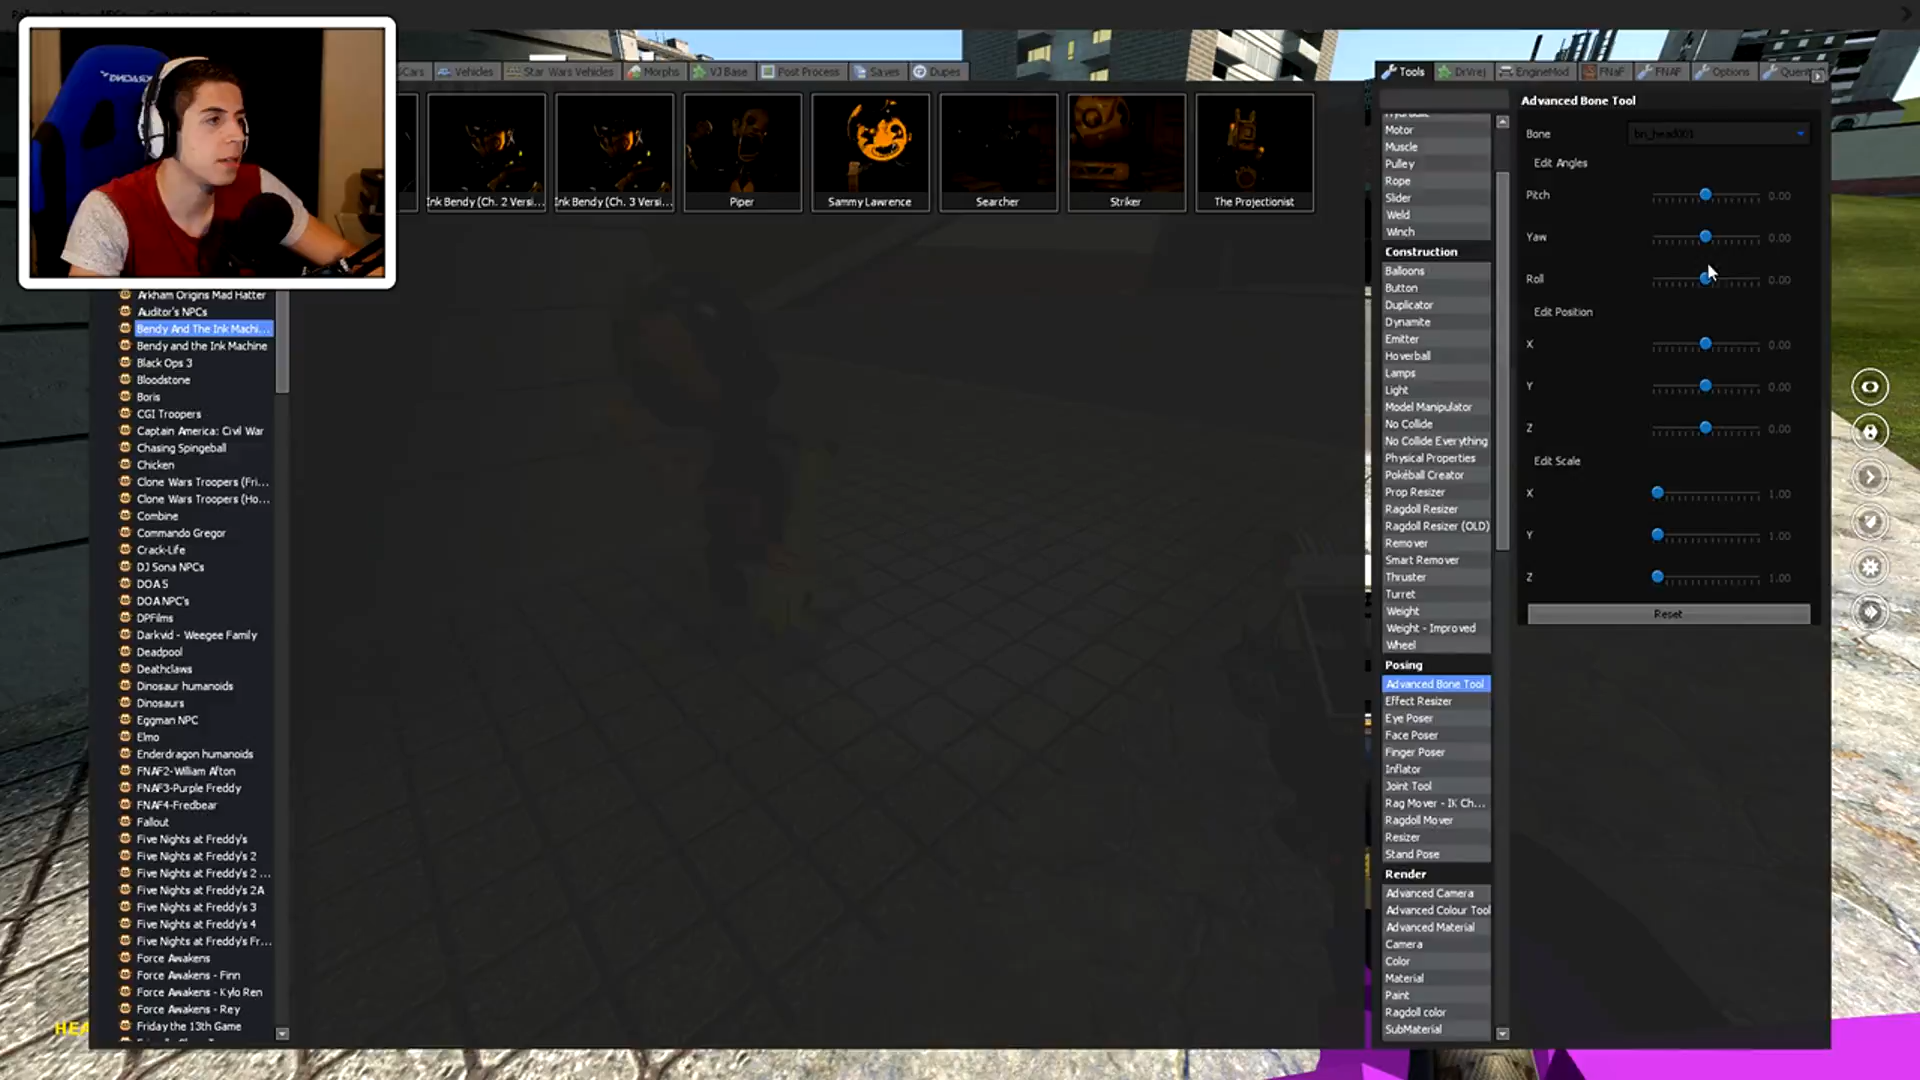 Cars
Vehicles
Star Wars Vehicles
Morphs
VJ Base
Post Process
Saves
Dupes
Ink Bendy (Ch. 2 Versi...
Ink Bendy (Ch. 3 Versi...
Piper
Sammy Lawrence
Searcher
Striker
The Projectionist
Arkham Origins Mad Hatter
Auditor's NPCs
Bendy And The Ink Machi...
Bendy and the Ink Machine
Black Ops 3
Bloodstone
Boris
CGI Troopers
Captain America: Civil War
Chasing Spingeball
Chicken
Clone Wars Troopers (Fri...
Clone Wars Troopers (Ho...
Combine
Commando Gregor
Crack-Life
DJ Sona NPCs
DOA 5
DOA NPC's
DPFilms
Darkvid - Weegee Family
Deadpool
Deathclaws
Dinosaur humanoids
Dinosaurs
Eggman NPC
Elmo
Enderdragon humanoids
FNAF2-William Afton
FNAF3-Purple Freddy
FNAF4-Fredbear
Fallout
Five Nights at Freddy's
Five Nights at Freddy's 2
Five Nights at Freddy's 2 ...
Five Nights at Freddy's 2A
Five Nights at Freddy's 3
Five Nights at Freddy's 4
Five Nights at Freddy's Fr...
Force Awakens
Force Awakens - Finn
Force Awakens - Kylo Ren
Force Awakens - Rey
Friday the 13th Game
HEA
Tools
DrVrej
EngineMod
FNaF
FNAF
Options
Hydraulic
Motor
Muscle
Pulley
Rope
Slider
Weld
Winch
Construction
Balloons
Button
Duplicator
Dynamite
Emitter
Hoverball
Lamps
Light
Model Manipulator
No Collide
No Collide Everything
Physical Properties
Pokéball Creator
Prop Resizer
Ragdoll Resizer
Ragdoll Resizer (OLD)
Remover
Smart Remover
Thruster
Turret
Weight
Weight - Improved
Wheel
Posing
Advanced Bone Tool
Effect Resizer
Eye Poser
Face Poser
Finger Poser
Inflator
Joint Tool
Rag Mover - IK Ch...
Ragdoll Mover
Resizer
Stand Pose
Render
Advanced Camera
Advanced Colour Tool
Advanced Material
Camera
Color
Material
Paint
Ragdoll color
SubMaterial
Advanced Bone Tool
Bone bn_head001
Edit Angles
Pitch 0.00
Yaw 0.00
Roll 0.00
Edit Position
X 0.00
Y 0.00
Z 0.00
Edit Scale
X 1.00
Y 1.00
Z 1.00
Reset